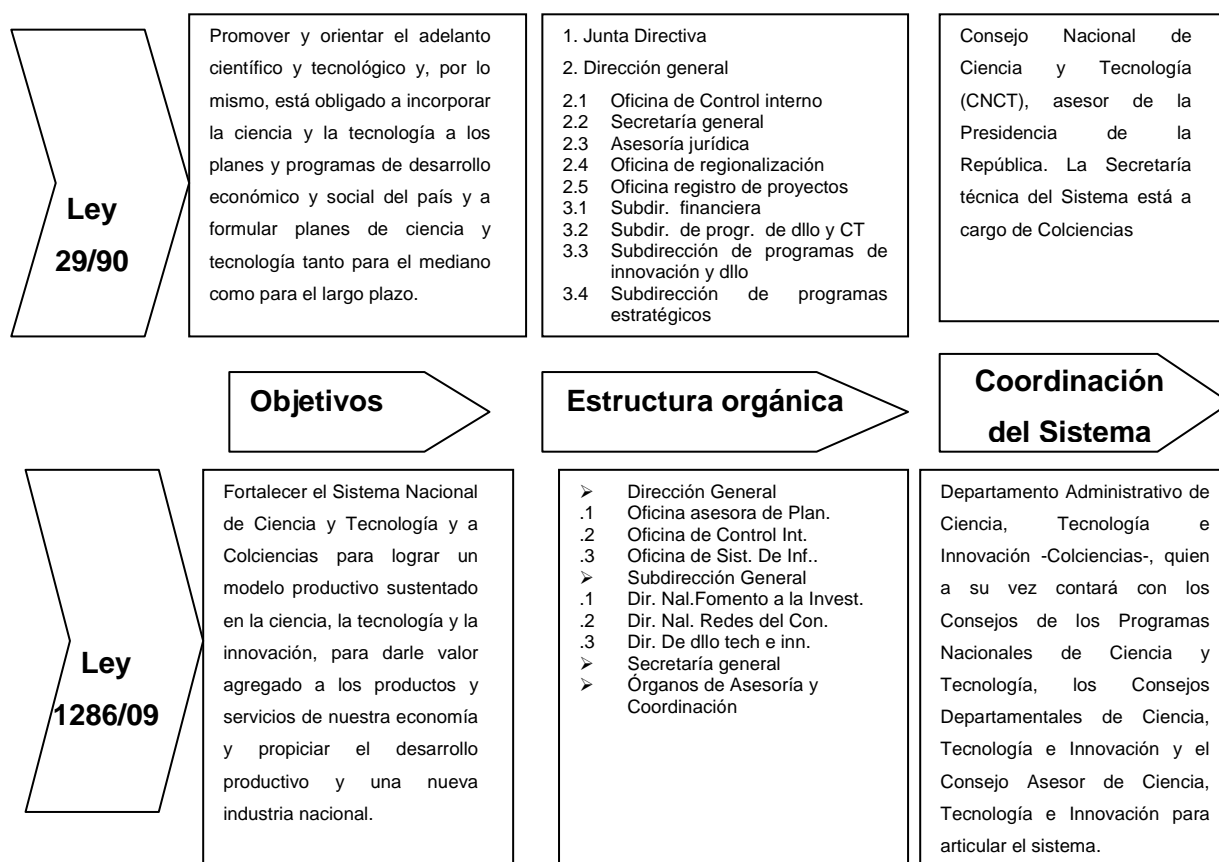 Ley
29/90
Promover y orientar el adelanto
científico y tecnológico y, por lo
mismo, está obligado a incorporar
la ciencia y la tecnología a los
planes y programas de desarrollo
económico y social del país y a
formular planes de ciencia y
tecnología tanto para el mediano
como para el largo plazo.
1. Junta Directiva
2. Dirección general
2.1 Oficina de Control interno
2.2 Secretaría general
2.3 Asesoría jurídica
2.4 Oficina de regionalización
2.5 Oficina registro de proyectos
3.1 Subdir. financiera
3.2 Subdir. de progr. de dllo y CT
3.3 Subdirección de programas de
innovación y dllo
3.4 Subdirección de programas
estratégicos
Consejo Nacional de
Ciencia y Tecnología
(CNCT), asesor de la
Presidencia de la
República. La Secretaría
técnica del Sistema está a
cargo de Colciencias
Objetivos
Estructura orgánica
Coordinación
del Sistema
Ley
1286/09
Fortalecer el Sistema Nacional
de Ciencia y Tecnología y a
Colciencias para lograr un
modelo productivo sustentado
en la ciencia, la tecnología y la
innovación, para darle valor
agregado a los productos y
servicios de nuestra economía
y propiciar el desarrollo
productivo y una nueva
industria nacional.
➢ Dirección General
.1 Oficina asesora de Plan.
.2 Oficina de Control Int.
.3 Oficina de Sist. De Inf..
➢ Subdirección General
.1 Dir. Nal.Fomento a la Invest.
.2 Dir. Nal. Redes del Con.
.3 Dir. De dllo tech e inn.
➢ Secretaría general
➢ Órganos de Asesoría y
Coordinación
Departamento Administrativo de
Ciencia, Tecnología e
Innovación -Colciencias-, quien
a su vez contará con los
Consejos de los Programas
Nacionales de Ciencia y
Tecnología, los Consejos
Departamentales de Ciencia,
Tecnología e Innovación y el
Consejo Asesor de Ciencia,
Tecnología e Innovación para
articular el sistema.